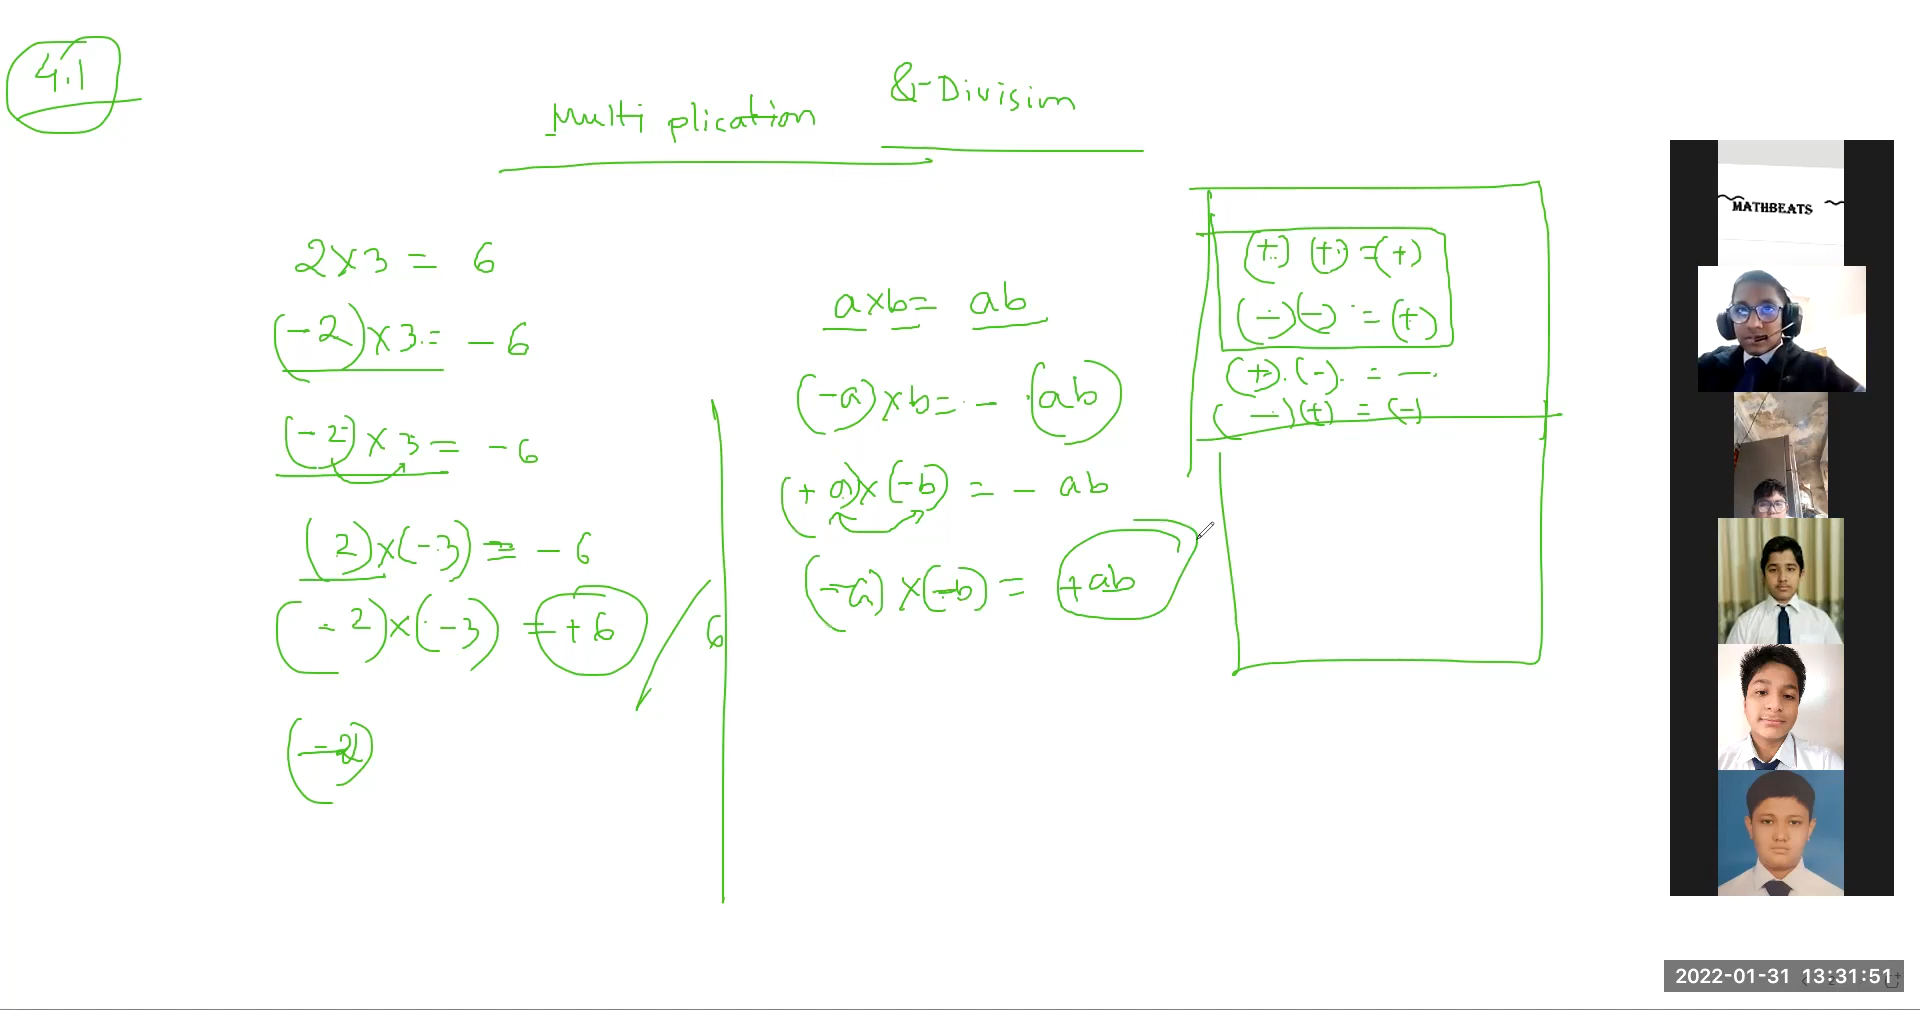 4.1
Multiplication & Divisim
2×3 = 6
(-2)×3 = -6
(-2)×3 = -6
(2)×(-3) = -6
(-2)×(-3) = +6
6
(-2)
a×b = ab
(-a)×b = -(ab)
(+a)×(-b) = -ab
(-a)×(-b) = +ab
(+) (+) = (+)
(-)(-) = (+)
(+).(-). = -.
(-)(+) = (-)
MATHBEATS
2022-01-31 13:31:51